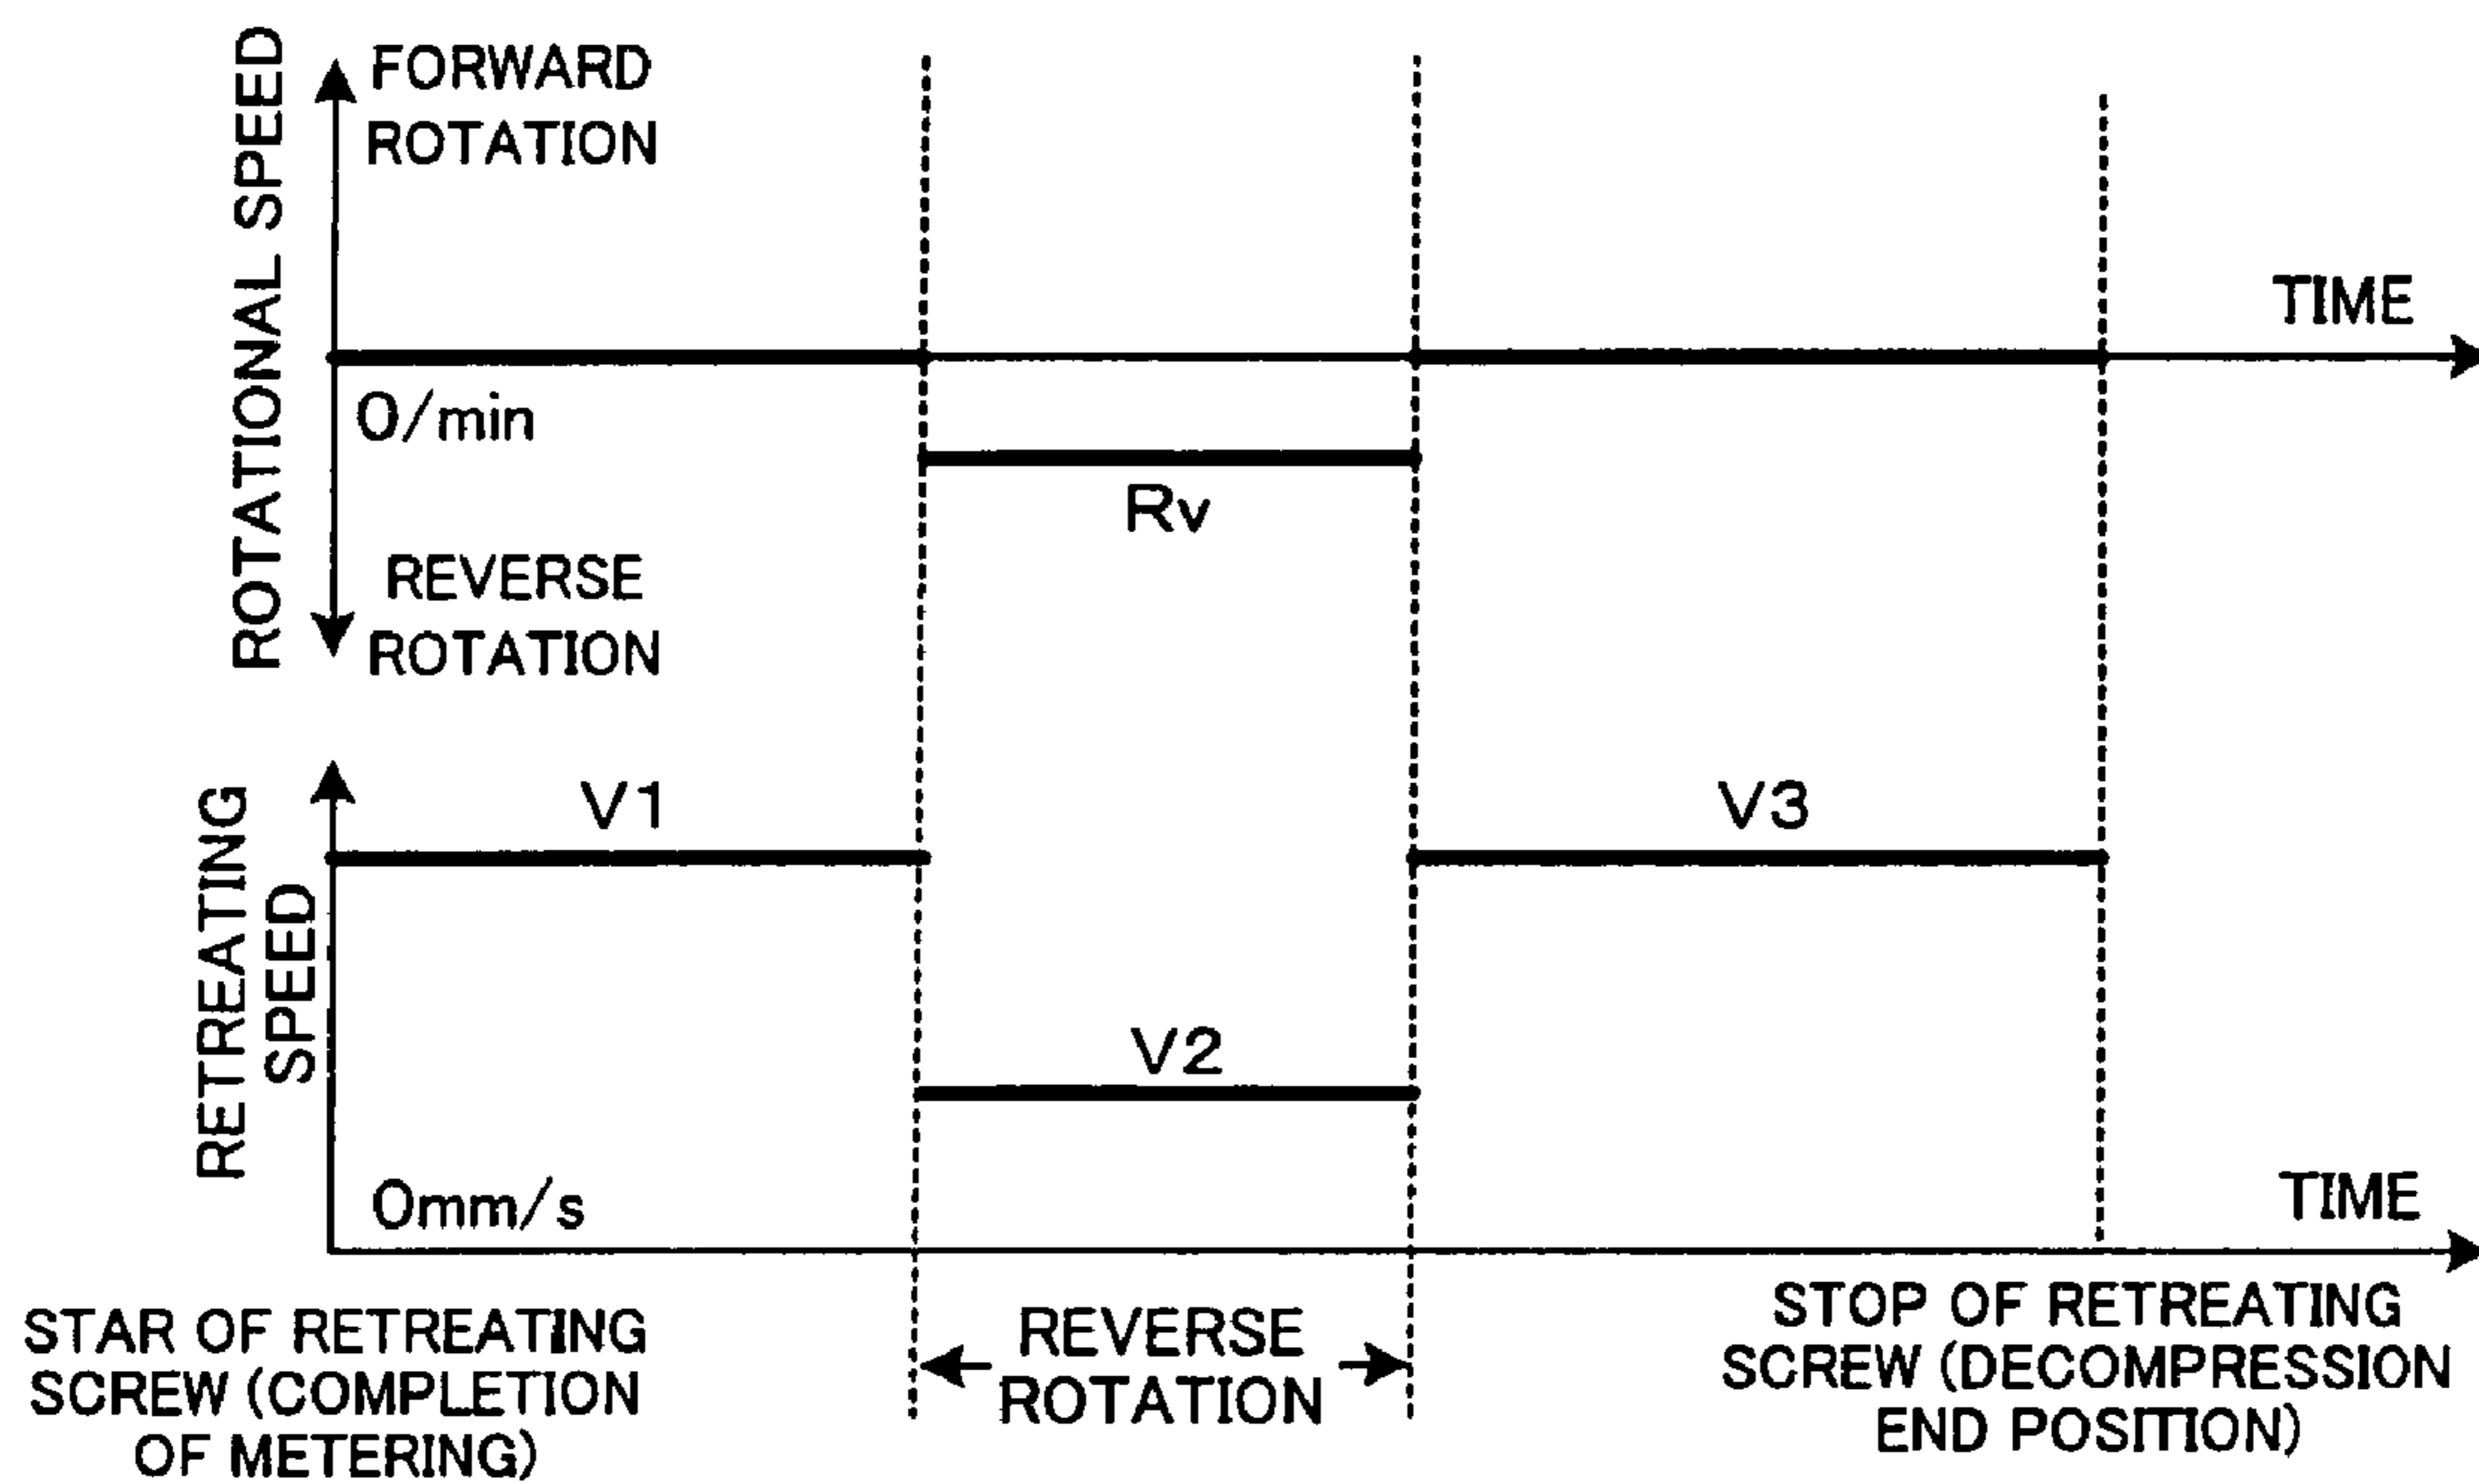 ROTATIONAL SPEED
FORWARD
ROTATION
TIME
0/min
Rv
REVERSE
ROTATION
RETREATING
SPEED
V1
V3
V2
0mm/s
TIME
STAR OF RETREATING
SCREW (COMPLETION
OF METERING)
REVERSE
ROTATION
STOP OF RETREATING
SCREW (DECOMPRESSION
END POSITION)